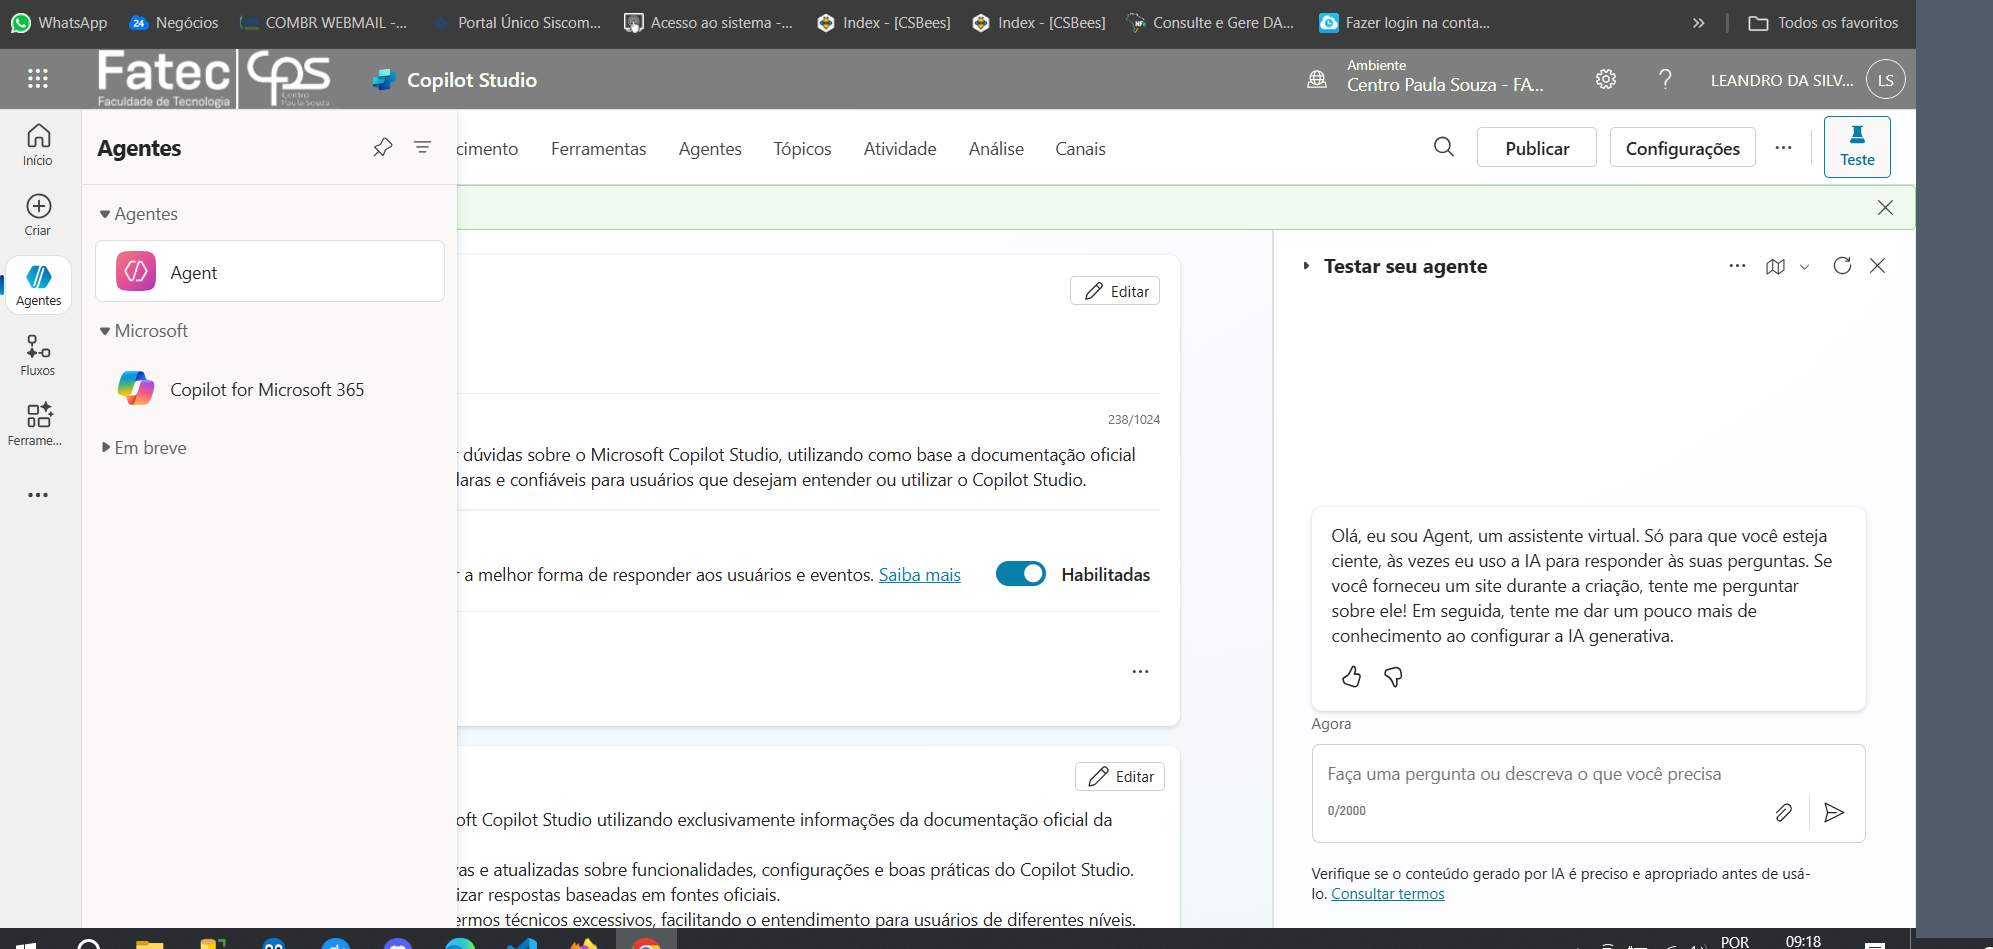 WhatsApp
Negócios
COMBR WEBMAIL -...
Portal Único Siscom...
Acesso ao sistema -...
Index - [CSBees]
Index - [CSBees]
Consulte e Gere DA...
Fazer login na conta...
Todos os favoritos
Fatec
Faculdade de Tecnologia
Cps
Centro
Paula Souza
Copilot Studio
Ambiente
Centro Paula Souza - FA...
LEANDRO DA SILV...
LS
Início
Criar
Agentes
Fluxos
Ferrame...
Agentes
Agentes
Agent
Microsoft
Copilot for Microsoft 365
Em breve
cimento
Ferramentas
Agentes
Tópicos
Atividade
Análise
Canais
Publicar
Configurações
Teste
Editar
238/1024
r dúvidas sobre o Microsoft Copilot Studio, utilizando como base a documentação oficial
laras e confiáveis para usuários que desejam entender ou utilizar o Copilot Studio.
r a melhor forma de responder aos usuários e eventos. Saiba mais
Habilitadas
Editar
oft Copilot Studio utilizando exclusivamente informações da documentação oficial da
vas e atualizadas sobre funcionalidades, configurações e boas práticas do Copilot Studio.
izar respostas baseadas em fontes oficiais.
ermos técnicos excessivos, facilitando o entendimento para usuários de diferentes níveis.
Testar seu agente
Olá, eu sou Agent, um assistente virtual. Só para que você esteja
ciente, às vezes eu uso a IA para responder às suas perguntas. Se
você forneceu um site durante a criação, tente me perguntar
sobre ele! Em seguida, tente me dar um pouco mais de
conhecimento ao configurar a IA generativa.
Agora
Faça uma pergunta ou descreva o que você precisa
0/2000
Verifique se o conteúdo gerado por IA é preciso e apropriado antes de usá-
lo. Consultar termos
POR
09:18